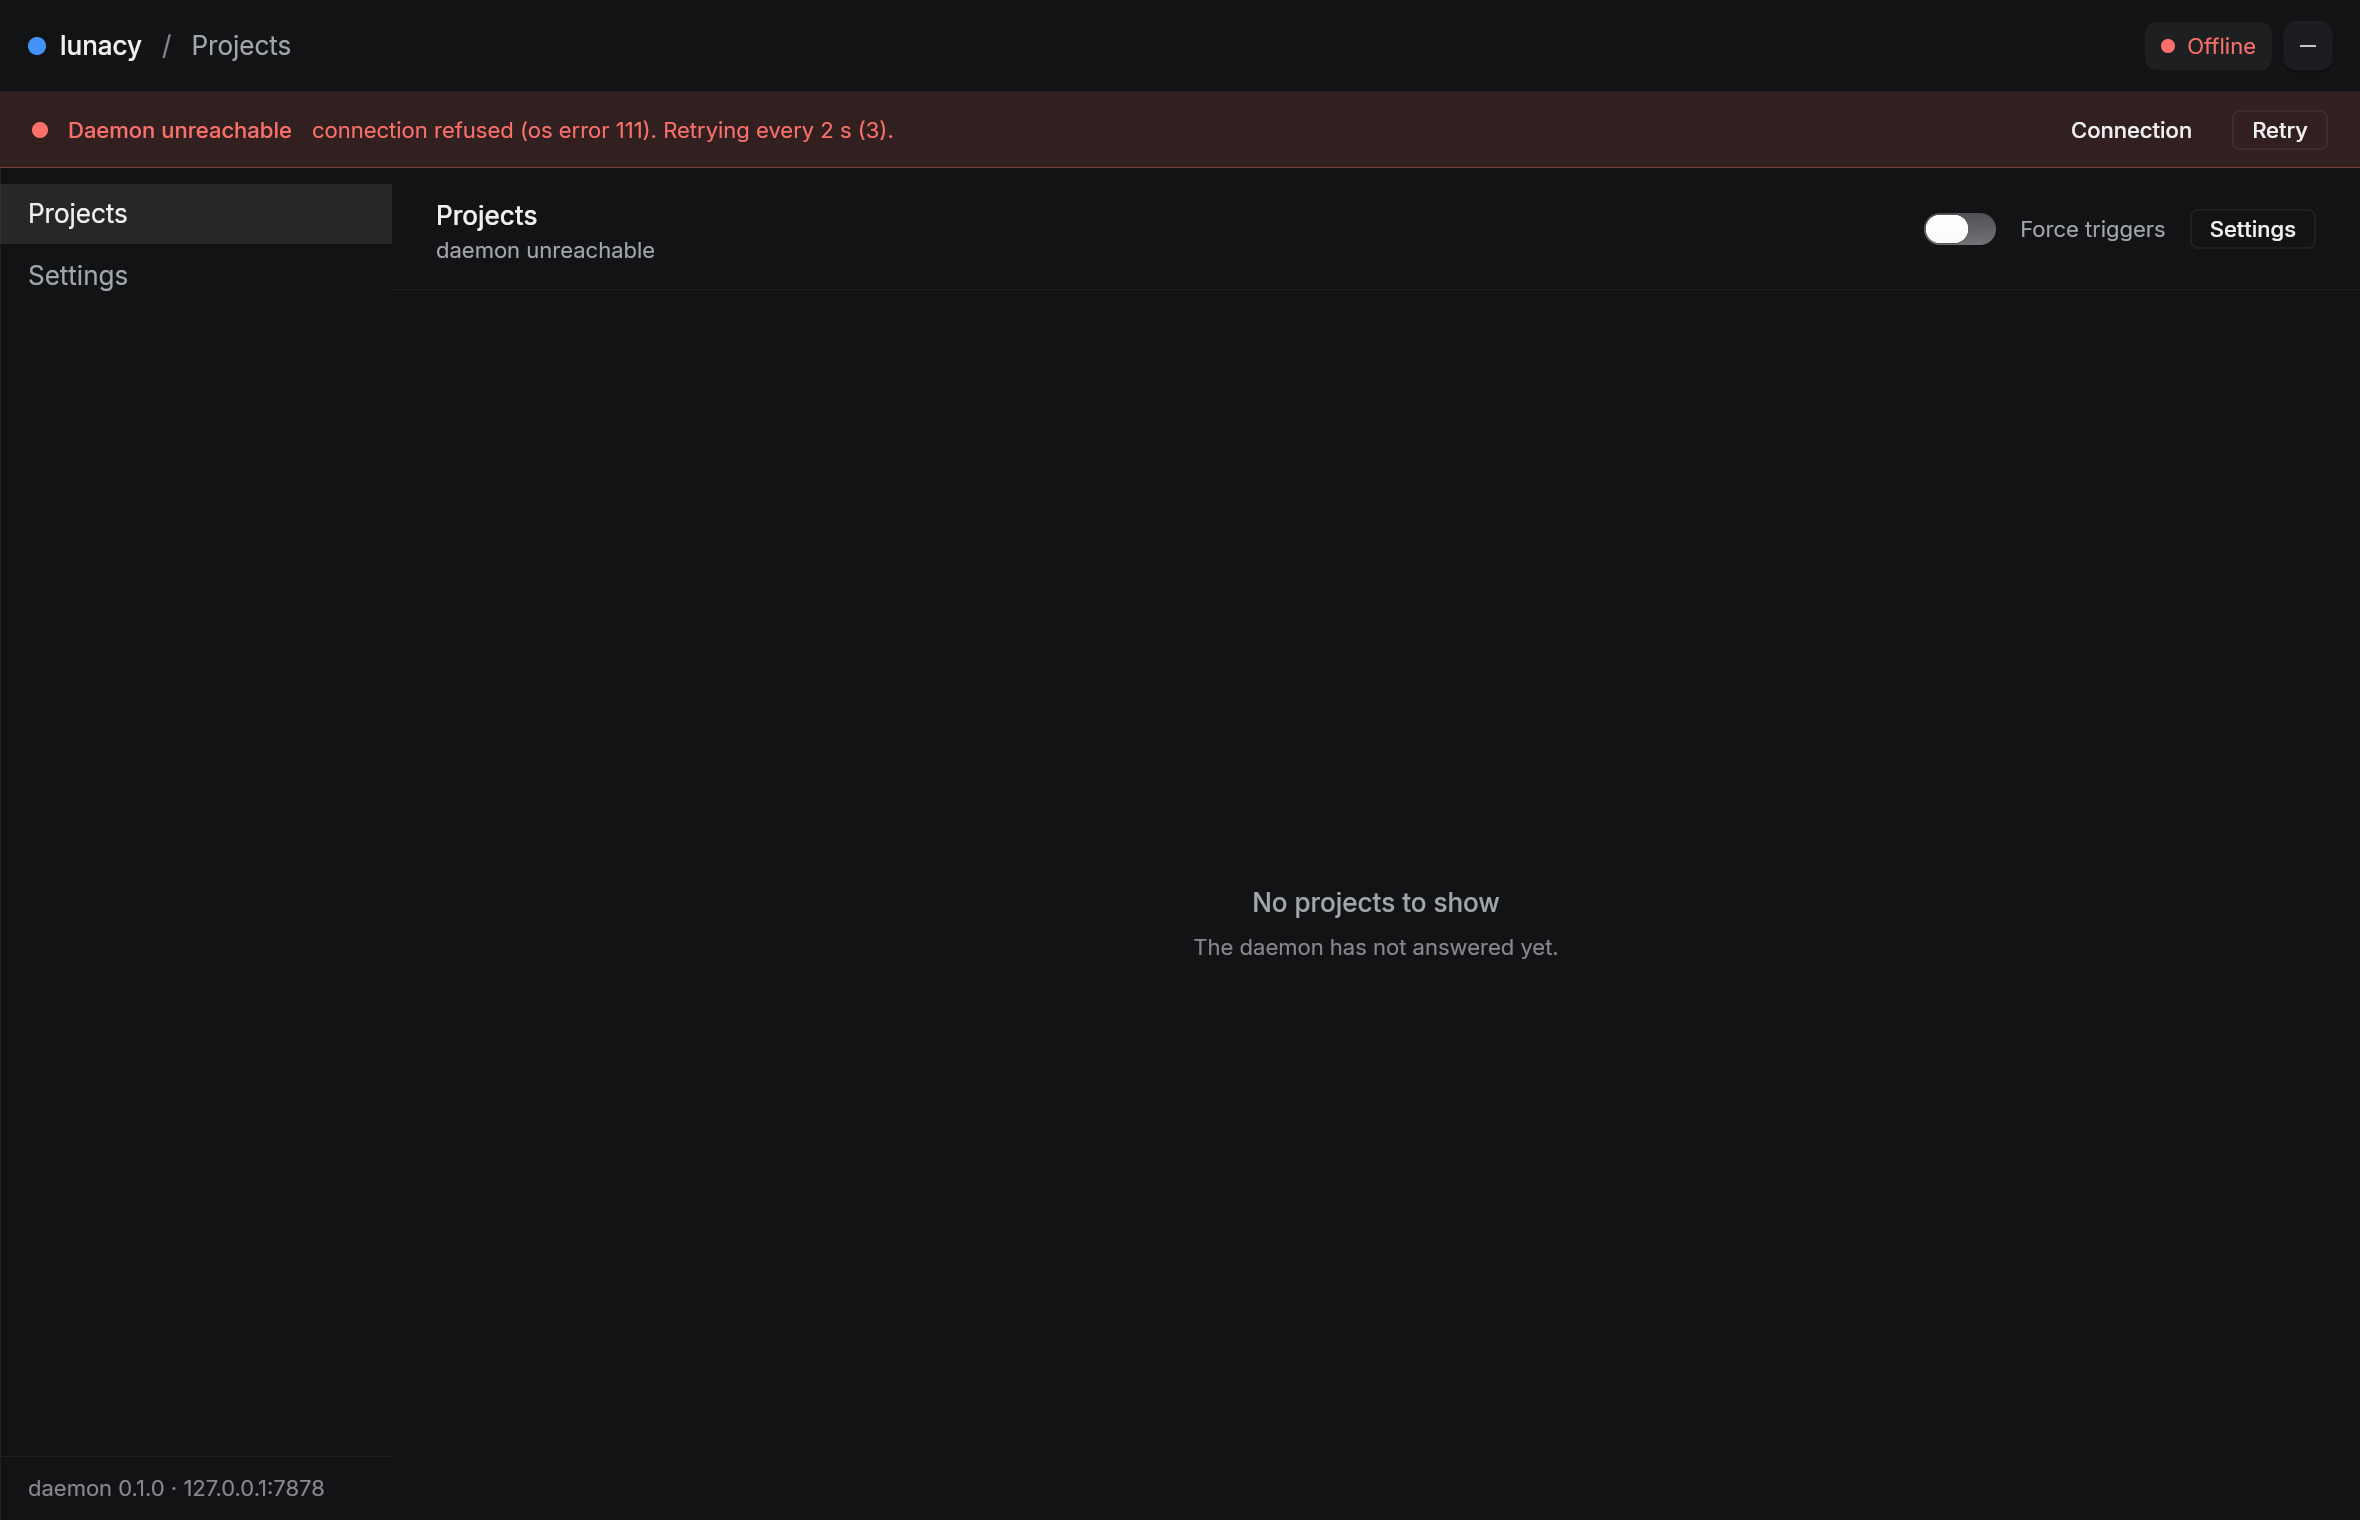 lunacy / Projects
Offline
Daemon unreachable connection refused (os error 111). Retrying every 2 s (3).
Connection
Retry
Projects
Settings
Projects
daemon unreachable
Force triggers
Settings
No projects to show
The daemon has not answered yet.
daemon 0.1.0 · 127.0.0.1:7878